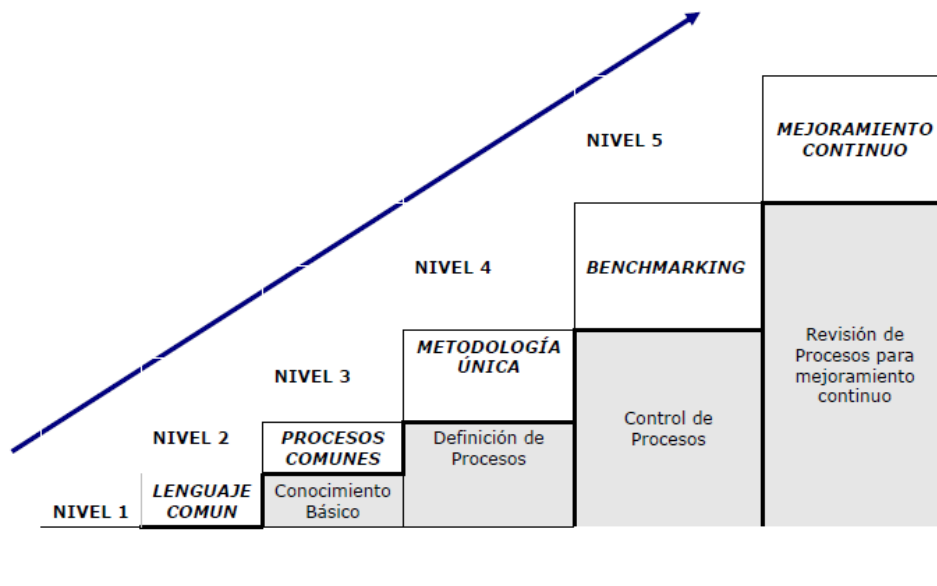 NIVEL 5
MEJORAMIENTO
CONTINUO
NIVEL 4
BENCHMARKING
Revisión de
Procesos para
mejoramiento
continuo
NIVEL 3
METODOLOGÍA
ÚNICA
Control de
Procesos
NIVEL 2
PROCESOS
COMUNES
Definición de
Procesos
NIVEL 1
LENGUAJE
COMUN
Conocimiento
Básico